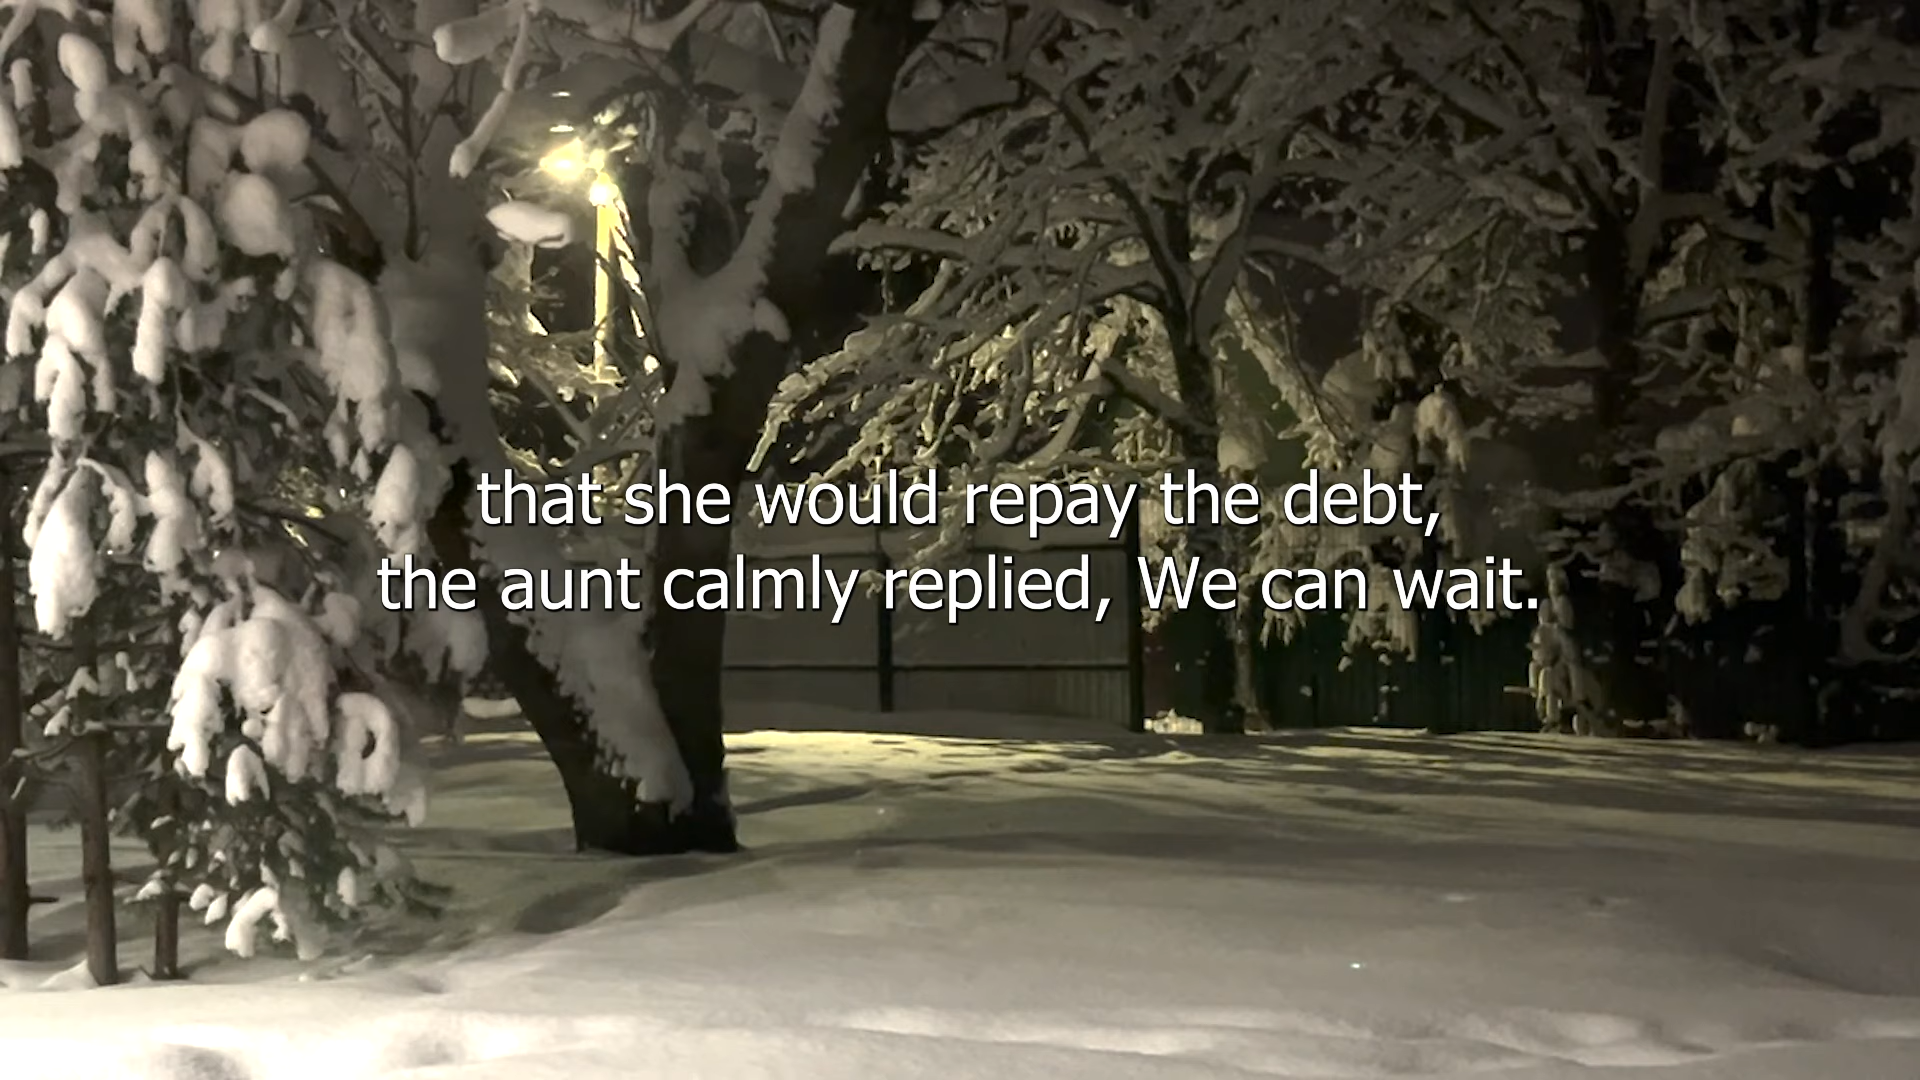 that she would repay the debt,
the aunt calmly replied, We can wait.